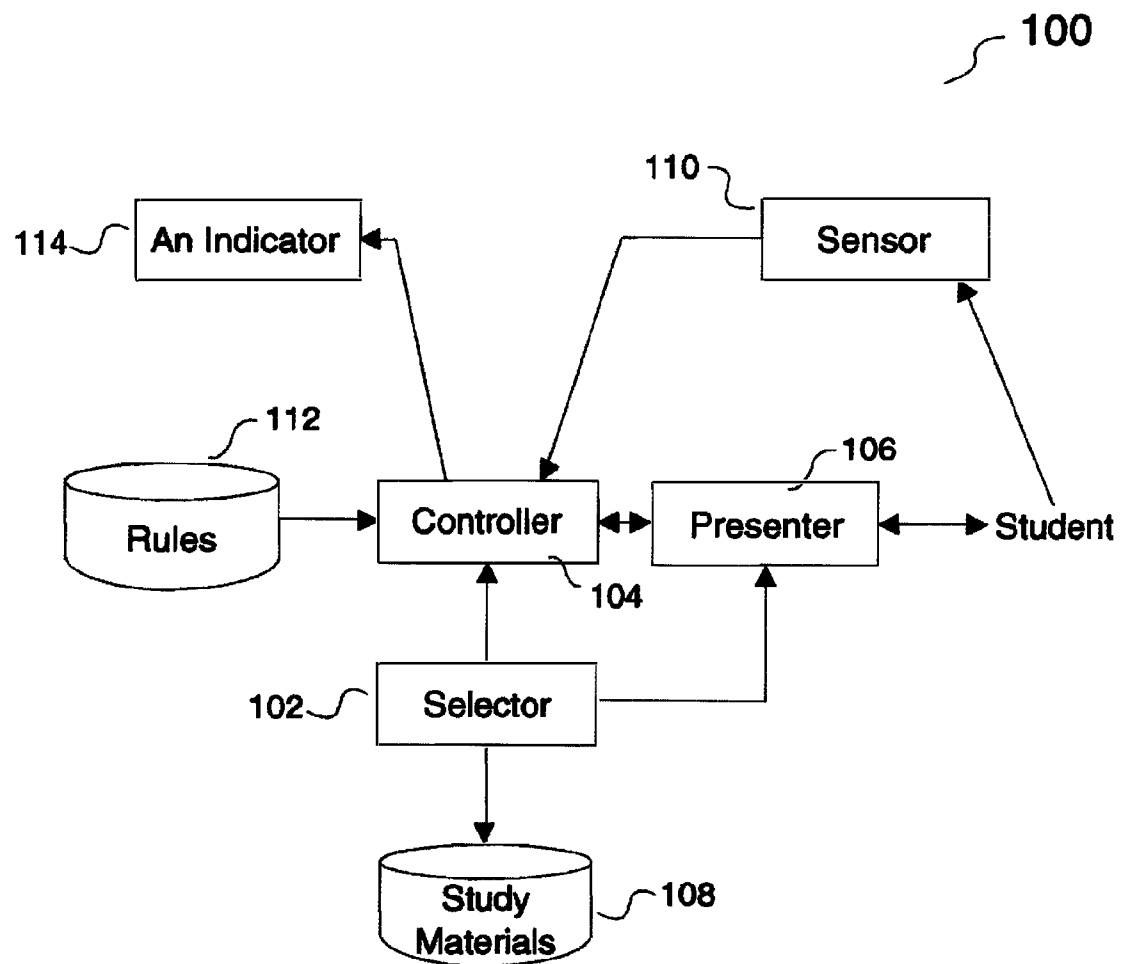 100
110
114
An Indicator
Sensor
112
106
Rules
Controller
Presenter
Student
104
102
Selector
Study
Materials
108